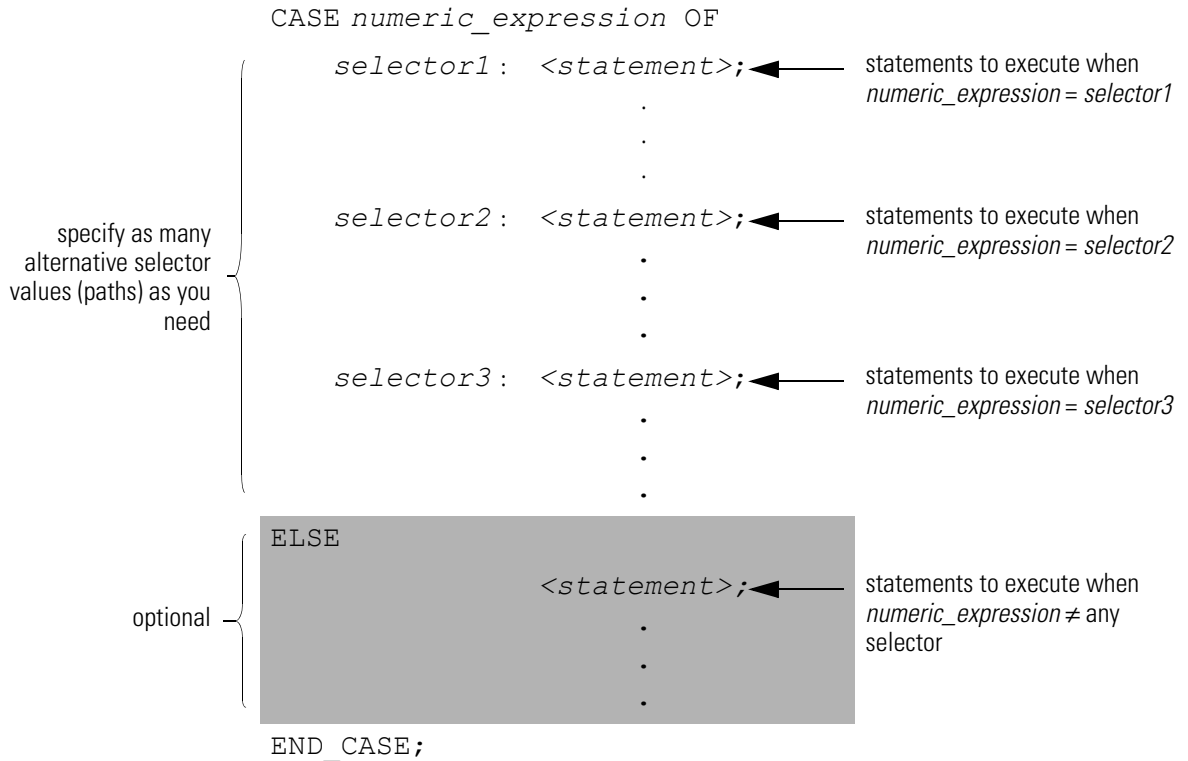 CASE numeric_expression OF
selector1: <statement>;
statements to execute when
numeric_expression = selector1
.
.
.
specify as many
alternative selector
values (paths) as you
need
selector2: <statement>;
statements to execute when
numeric_expression = selector2
.
.
.
selector3: <statement>;
statements to execute when
numeric_expression = selector3
.
.
.
optional
ELSE
<statement>;
statements to execute when
numeric_expression ≠ any
selector
.
.
.
END_CASE;